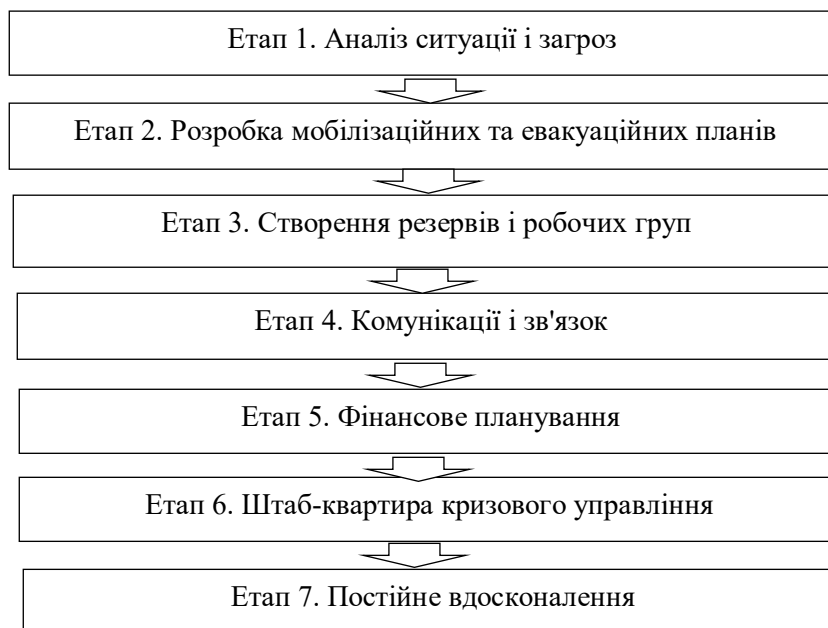 Етап 1. Аналіз ситуації і загроз
Етап 2. Розробка мобілізаційних та евакуаційних планів
Етап 3. Створення резервів і робочих груп
Етап 4. Комунікації і зв'язок
Етап 5. Фінансове планування
Етап 6. Штаб-квартира кризового управління
Етап 7. Постійне вдосконалення